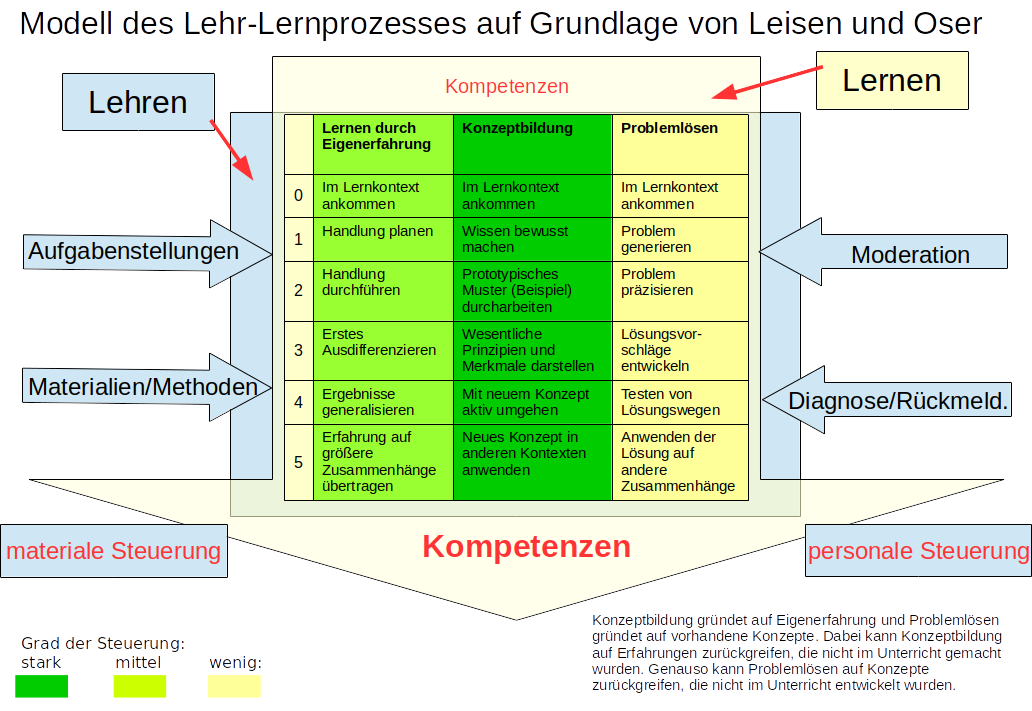 Modell des Lehr-Lernprozesses auf Grundlage von Leisen und Oser
Lehren
Kompetenzen
Lernen
Lernen durch
Eigenerfahrung
Konzeptbildung
Problemlösen
0
Im Lernkontext
ankommen
Im Lernkontext
ankommen
Im Lernkontext
ankommen
1
Handlung planen
Wissen bewusst
machen
Problem
generieren
2
Handlung
durchführen
Prototypisches
Muster (Beispiel)
durcharbeiten
Problem
präzisieren
3
Erstes
Ausdifferenzieren
Wesentliche
Prinzipien und
Merkmale darstellen
Lösungsvor-
schläge
entwickeln
4
Ergebnisse
generalisieren
Mit neuem Konzept
aktiv umgehen
Testen von
Lösungswegen
5
Erfahrung auf
größere
Zusammenhänge
übertragen
Neues Konzept in
anderen Kontexten
anwenden
Anwenden der
Lösung auf
andere
Zusammenhänge
Aufgabenstellungen
Moderation
Materialien/Methoden
Diagnose/Rückmeld.
materiale Steuerung
Kompetenzen
personale Steuerung
Grad der Steuerung:
stark mittel wenig:
Konzeptbildung gründet auf Eigenerfahrung und Problemlösen
gründet auf vorhandene Konzepte. Dabei kann Konzeptbildung
auf Erfahrungen zurückgreifen, die nicht im Unterricht gemacht
wurden. Genauso kann Problemlösen auf Konzepte
zurückgreifen, die nicht im Unterricht entwickelt wurden.